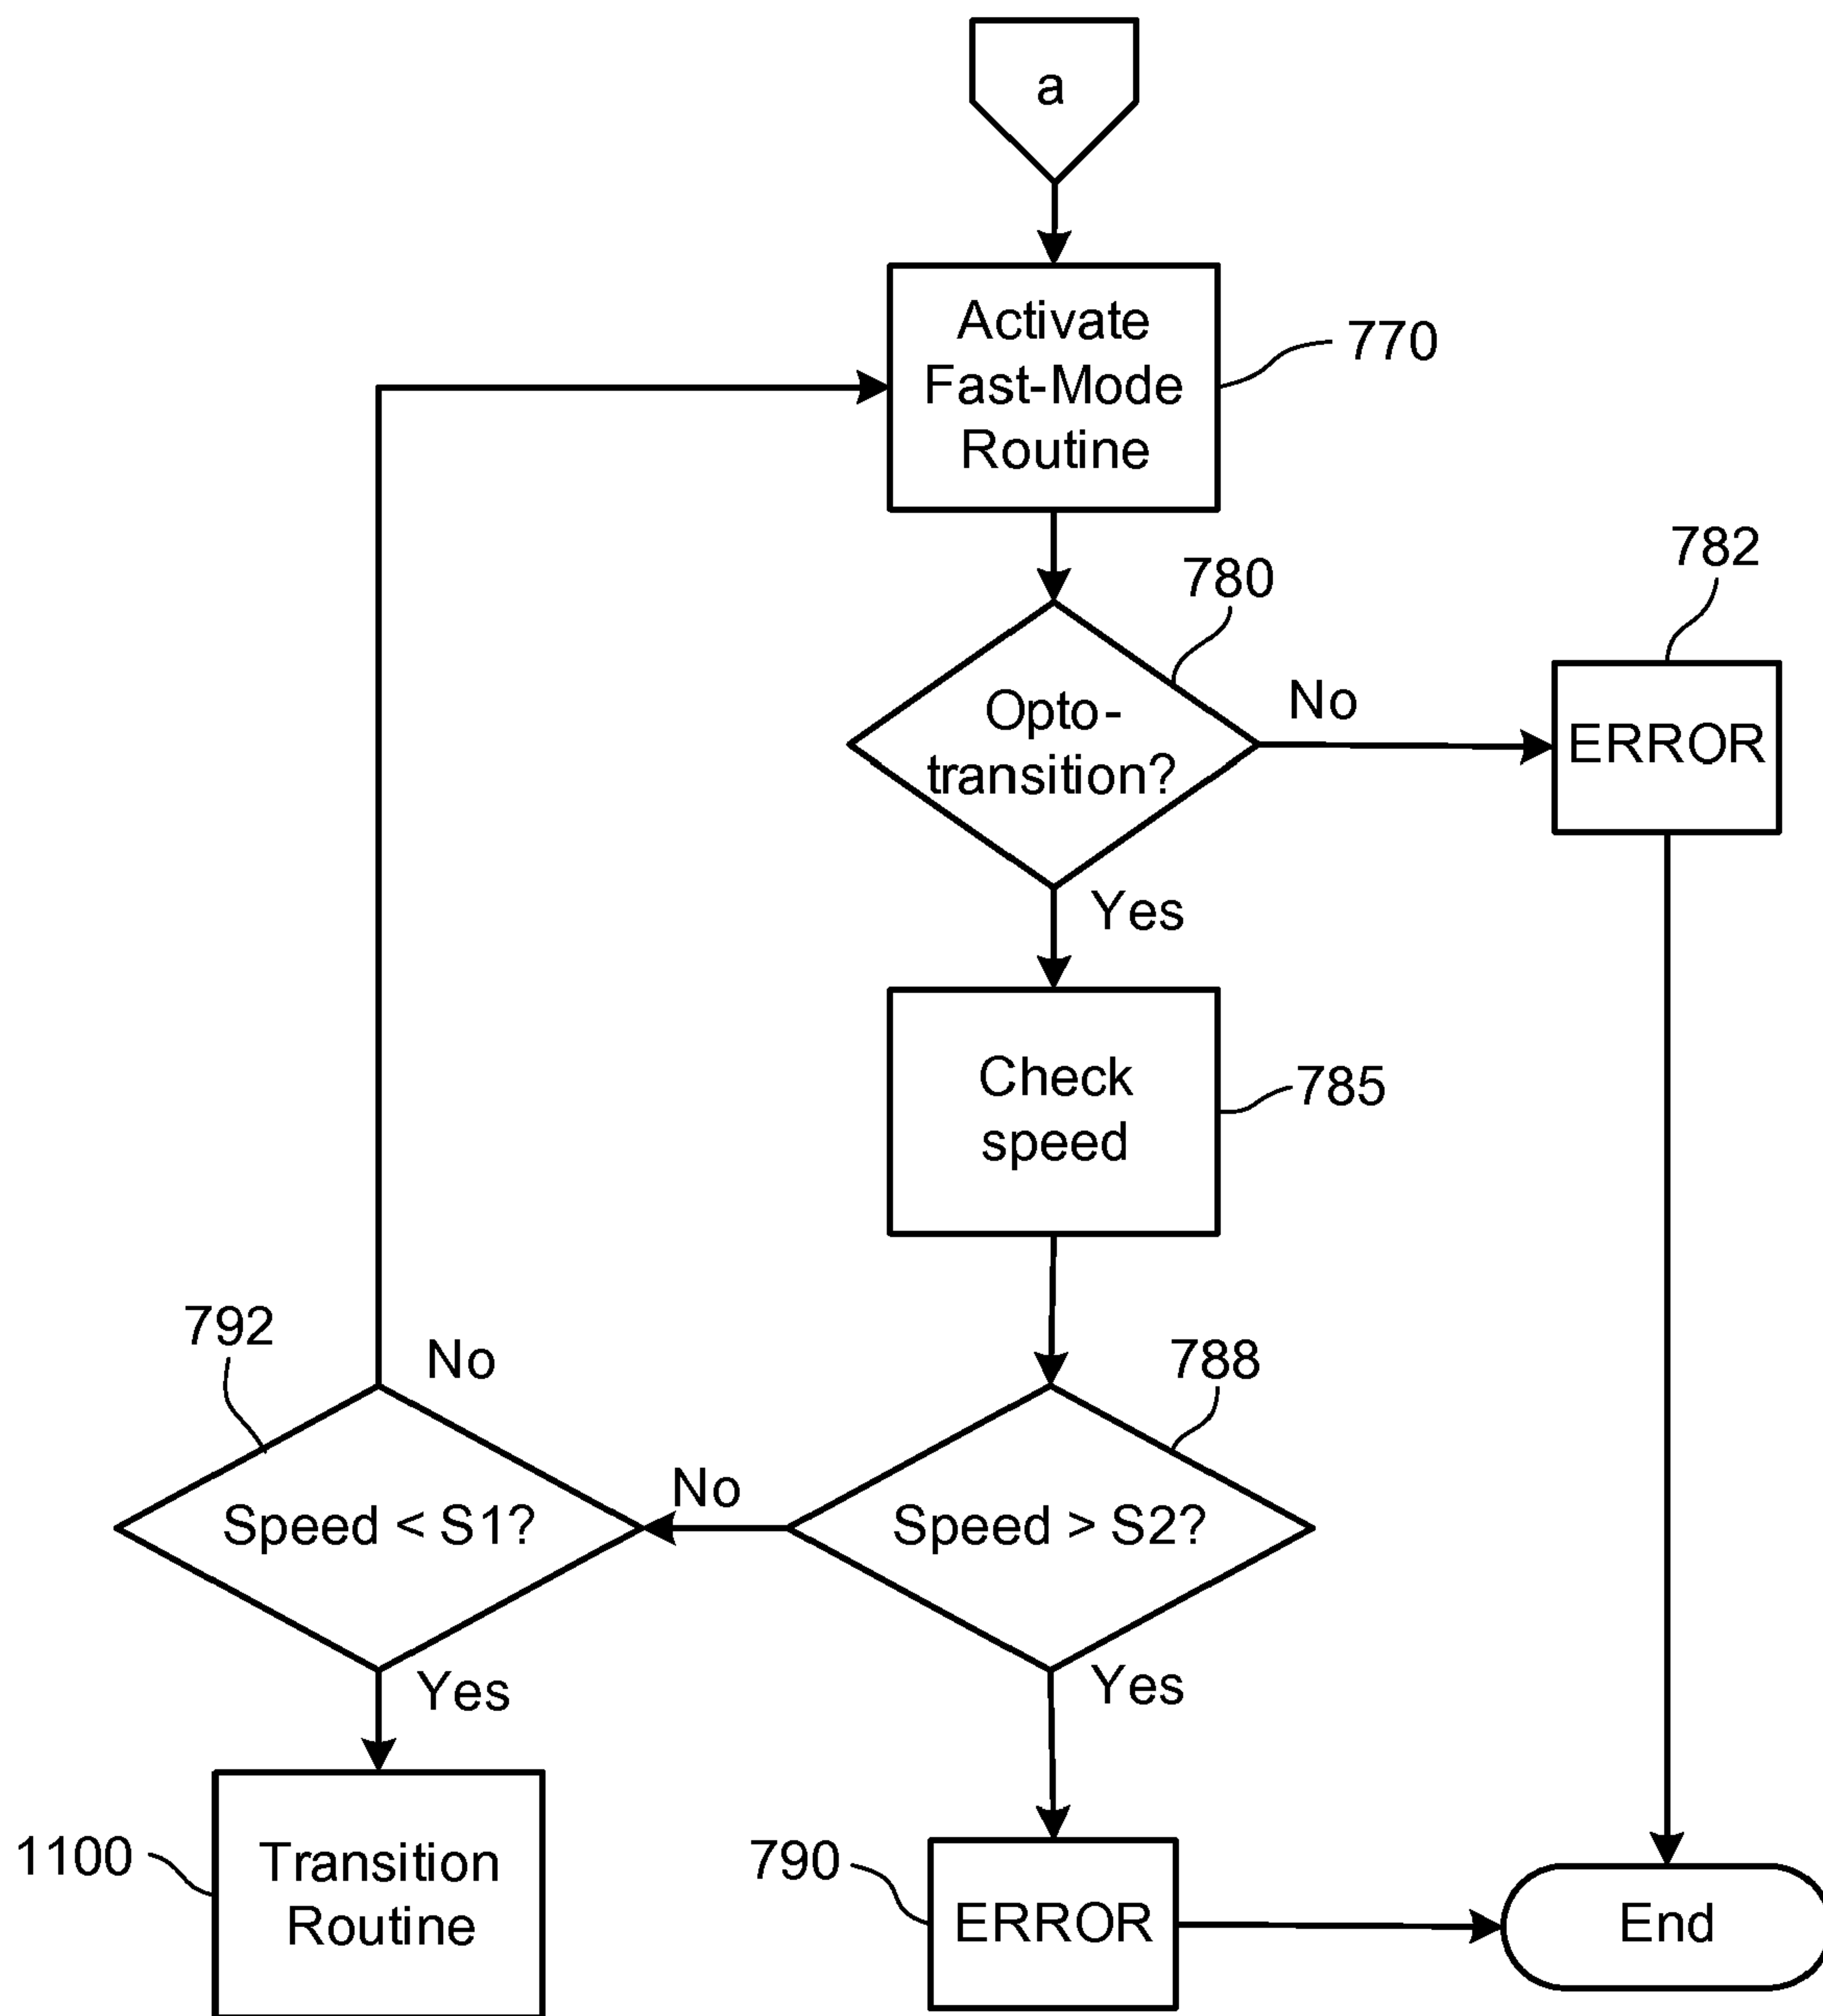 a
Activate
Fast-Mode
Routine
770
780
782
Opto-
transition?
No
ERROR
Yes
Check
speed
785
792
No
788
Speed < S1?
No
Speed > S2?
Yes
Yes
1100
Transition
Routine
790
ERROR
End